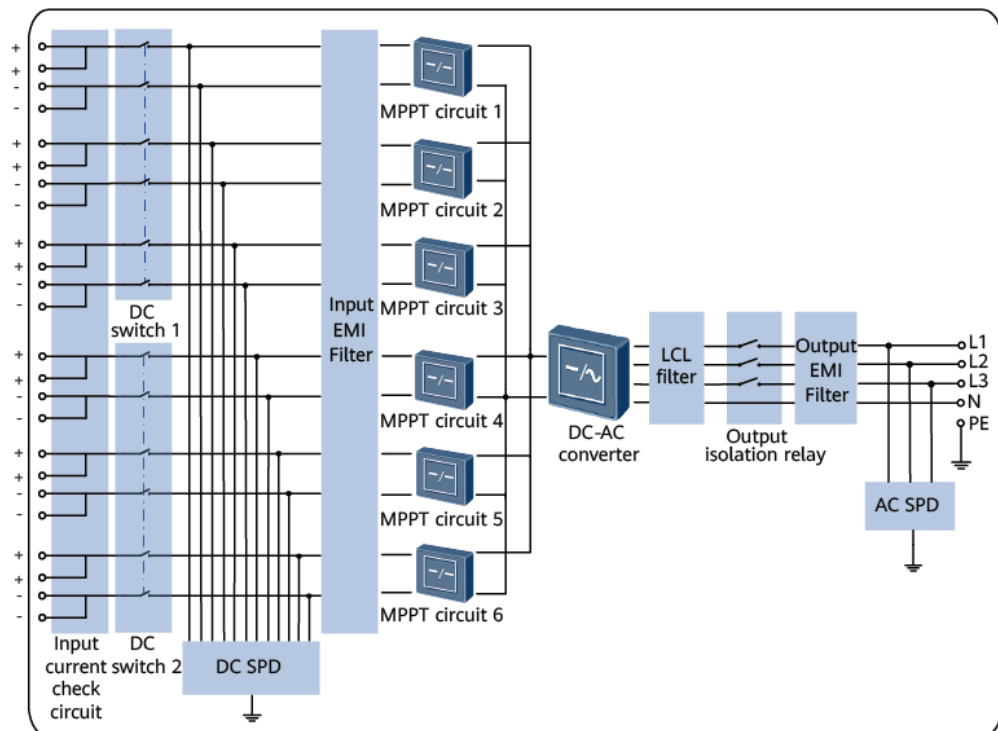 +
+
-
-
+
+
-
-
+
+
-
-
+
+
-
-
+
+
-
-
+
+
-
-
Input
current
check
circuit
DC
switch 1
DC
switch 2
DC SPD
Input
EMI
Filter
MPPT circuit 1
MPPT circuit 2
MPPT circuit 3
MPPT circuit 4
MPPT circuit 5
MPPT circuit 6
DC-AC
converter
LCL
filter
Output
isolation relay
Output
EMI
Filter
L1
L2
L3
N
PE
AC SPD